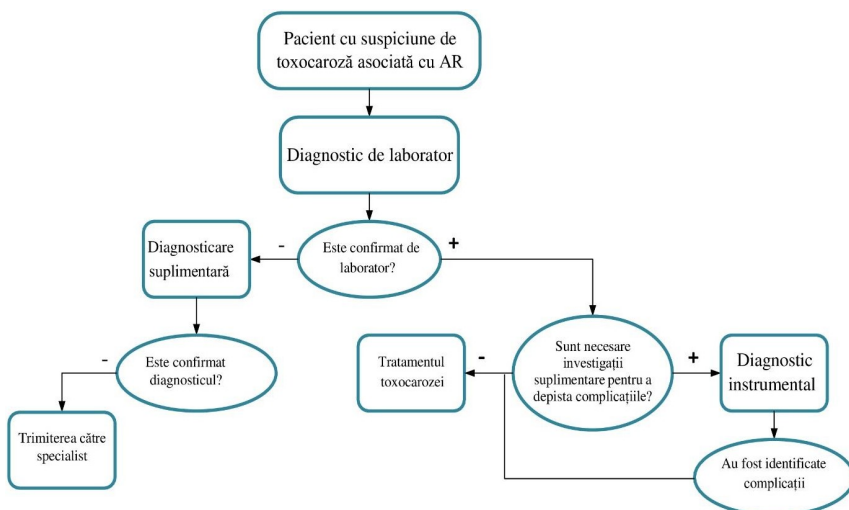 Pacient cu suspiciune de
toxocaroză asociată cu AR
Diagnostic de laborator
Este confirmat de
laborator?
-
+
Diagnosticare
suplimentară
Este confirmat
diagnosticul?
-
Trimiterea către
specialist
Sunt necesare
investigații
suplimentare pentru a
depista complicațiile?
-
+
Tratamentul
toxocarozei
Diagnostic
instrumental
Au fost identificate
complicații